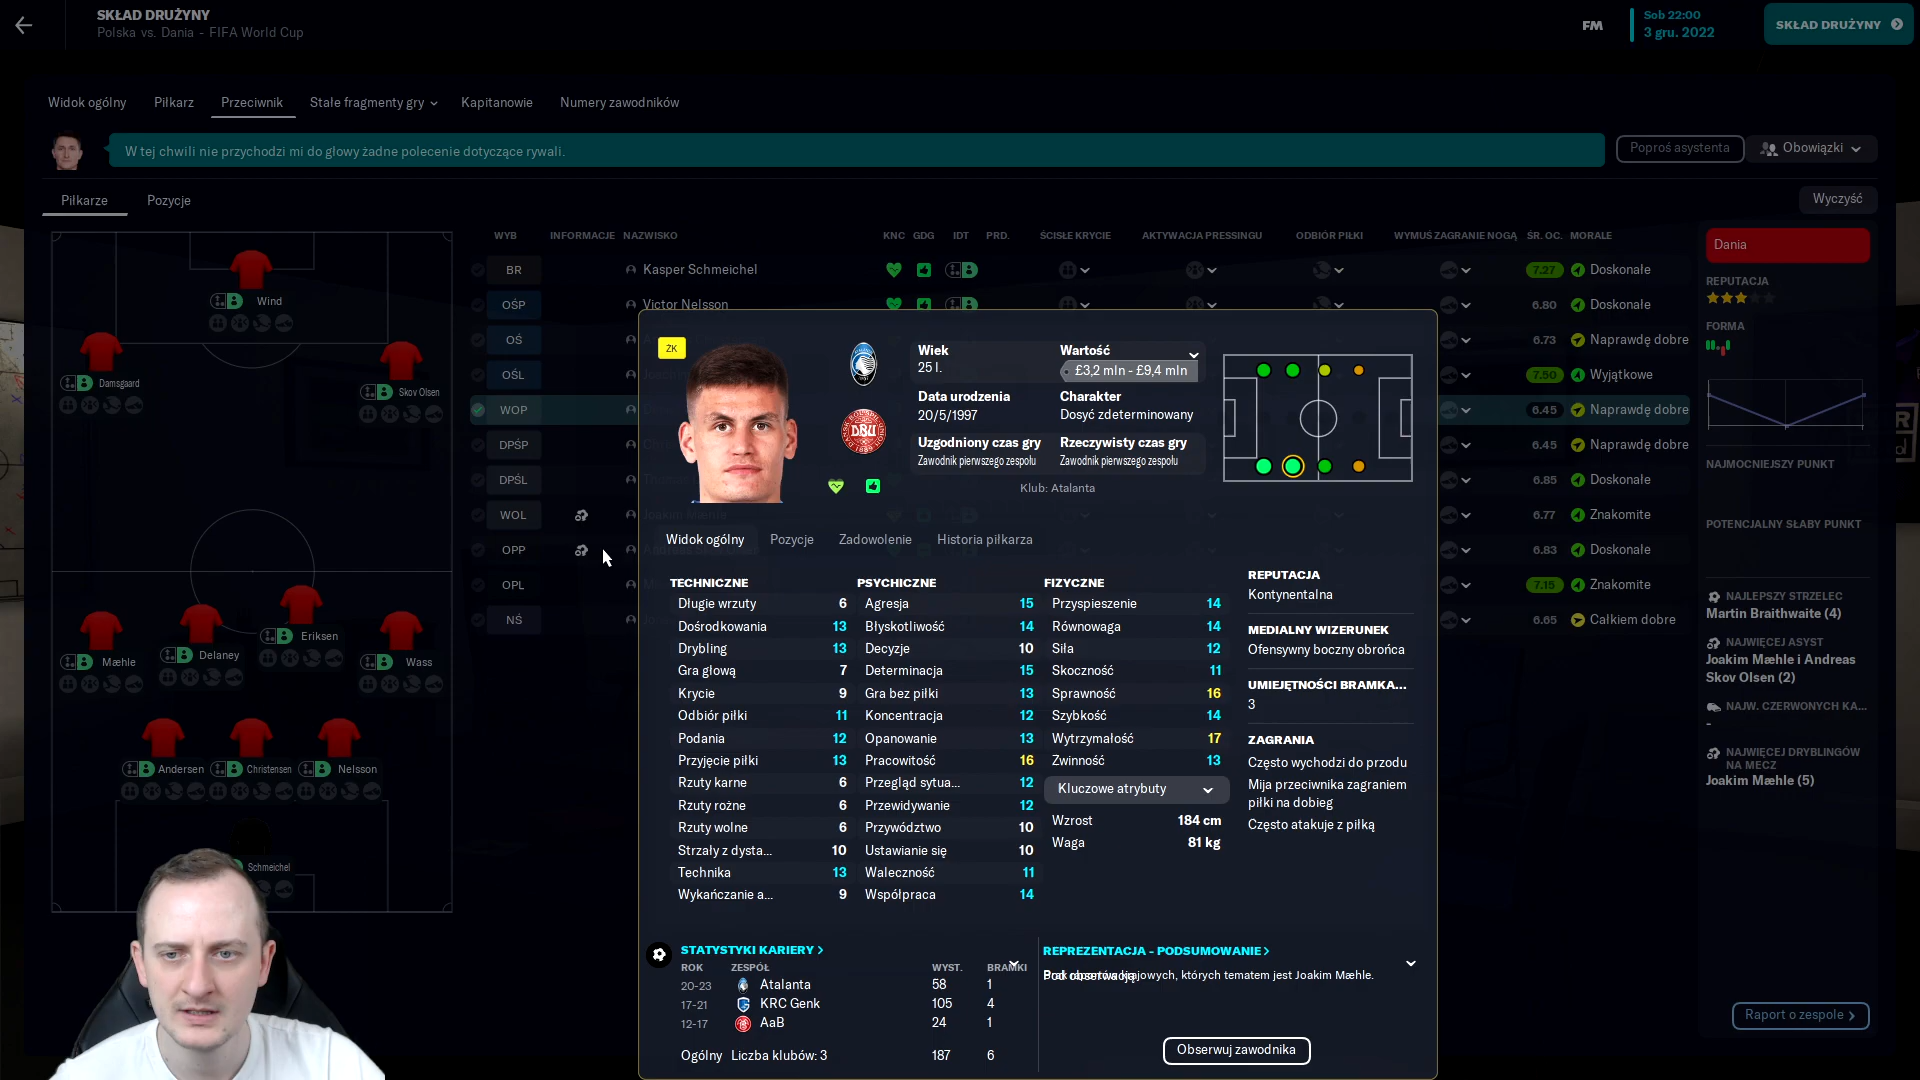 SKŁAD DRUŻYNY
Polska vs. Dania - FIFA World Cup
FM
Sob 22:00
3 gru. 2022
SKŁAD DRUŻYNY
Widok ogólny Piłkarz Przeciwnik Stałe fragmenty gry Kapitanowie Numery zawodników
W tej chwili nie przychodzi mi do głowy żadne polecenie dotyczące rywali.
Poproś asystenta
Obowiązki
Piłkarze Pozycje
Wyczyść
WYB INFORMACJE NAZWISKO KNC GDG IDT PRD. ŚCISŁE KRYCIE AKTYWACJA PRESSINGU ODBIÓR PIŁKI WYMUŚ ZAGRANIE NOGĄ ŚR. OC. MORALE
BR Kasper Schmeichel 7.27 Doskonale
OŚP Victor Nelsson 6.80 Doskonale
OŚ 6.73 Naprawdę dobre
OŚL 7.50 Wyjątkowe
WOP 6.45 Naprawdę dobre
DPŚP 6.45 Naprawdę dobre
DPŚL 6.85 Doskonale
WOL Joakim Mæhle 6.77 Znakomite
OPP 6.83 Doskonale
OPL 7.15 Znakomite
NŚ 6.65 Całkiem dobre
Wind
Damsgaard
Skov Olsen
Eriksen
Delaney
Mæhle
Wass
Andersen
Christensen
Nelsson
Schmeichel
ŻK
Wiek
25 l.
Wartość
£3,2 mln - £9,4 mln
Data urodzenia
20/5/1997
Charakter
Dosyć zdeterminowany
Uzgodniony czas gry
Zawodnik pierwszego zespołu
Rzeczywisty czas gry
Zawodnik pierwszego zespołu
Klub: Atalanta
Widok ogólny Pozycje Zadowolenie Historia piłkarza
TECHNICZNE
Długie wrzuty 6
Dośrodkowania 13
Drybling 13
Gra głową 7
Krycie 9
Odbiór piłki 11
Podania 12
Przyjęcie piłki 13
Rzuty karne 6
Rzuty rożne 6
Rzuty wolne 6
Strzały z dysta... 10
Technika 13
Wykańczanie a... 9
PSYCHICZNE
Agresja 15
Błyskotliwość 14
Decyzje 10
Determinacja 15
Gra bez piłki 13
Koncentracja 12
Opanowanie 13
Pracowitość 16
Przegląd sytua... 12
Przewidywanie 12
Przywództwo 10
Ustawianie się 10
Waleczność 11
Współpraca 14
FIZYCZNE
Przyspieszenie 14
Równowaga 14
Siła 12
Skoczność 11
Sprawność 16
Szybkość 14
Wytrzymałość 17
Zwinność 13
Kluczowe atrybuty
Wzrost 184 cm
Waga 81 kg
REPUTACJA
Kontynentalna
MEDIALNY WIZERUNEK
Ofensywny boczny obrońca
UMIEJĘTNOŚCI BRAMKA...
3
ZAGRANIA
Często wychodzi do przodu
Mija przeciwnika zagraniem
piłki na dobieg
Często atakuje z piłką
STATYSTYKI KARIERY
ROK ZESPÓŁ WYST. BRAMKI
20-23 Atalanta 58 1
17-21 KRC Genk 105 4
12-17 AaB 24 1
Ogólny Liczba klubów: 3 187 6
REPREZENTACJA - PODSUMOWANIE
których tematem jest Joakim Mæhle.
Obserwuj zawodnika
Dania
REPUTACJA
FORMA
NAJMOCNIEJSZY PUNKT
POTENCJALNY SŁABY PUNKT
NAJLEPSZY STRZELEC
Martin Braithwaite (4)
NAJWIĘCEJ ASYST
Joakim Mæhle i Andreas
Skov Olsen (2)
NAJW. CZERWONYCH KA...
-
NAJWIĘCEJ DRYBLINGÓW
NA MECZ
Joakim Mæhle (5)
Raport o zespole